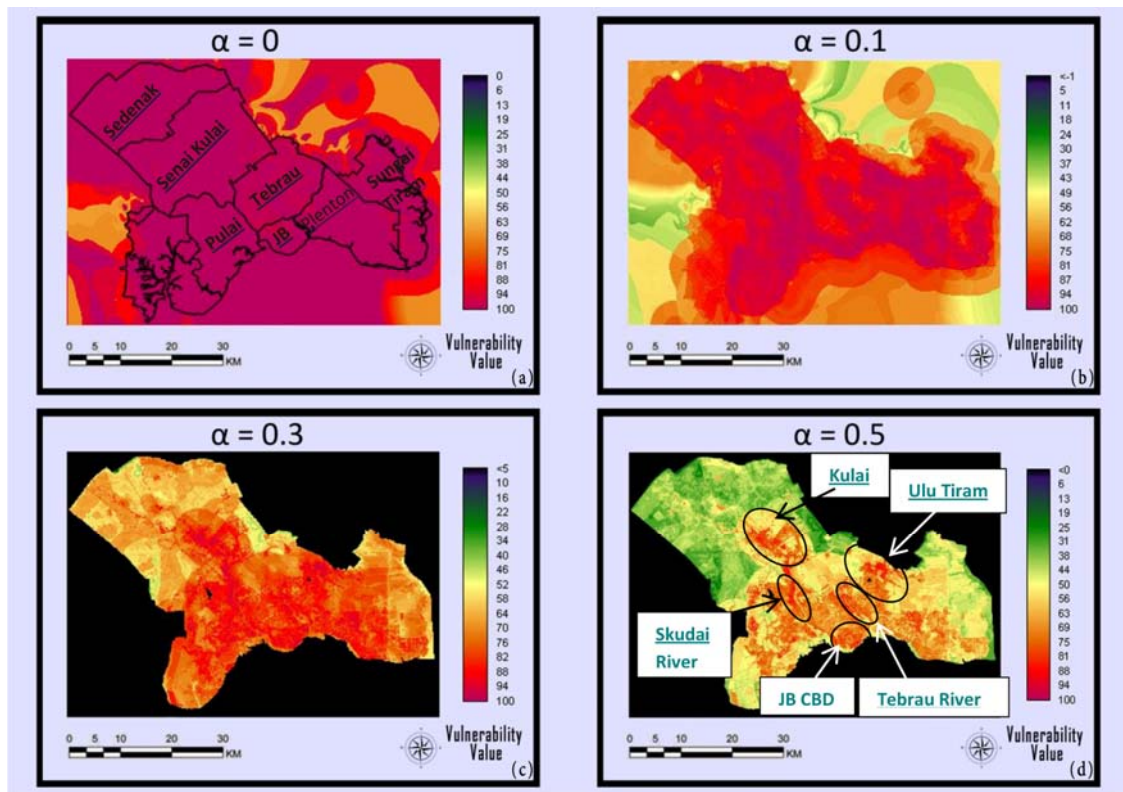 α = 0
Sedenak
Senai Kulai
Tebrau
Plentong
Sungai
Tiram
Pulai
JB
0
6
13
19
25
31
38
44
50
56
63
69
75
81
88
94
100
0 5 10 20 30
KM
Vulnerability
Value
(a)
α = 0.1
<-1
5
11
18
24
30
37
43
49
56
62
68
75
81
87
94
100
0 5 10 20 30
KM
Vulnerability
Value
(b)
α = 0.3
<5
10
16
22
28
34
40
46
52
58
64
70
76
82
88
94
100
0 5 10 20 30
KM
Vulnerability
Value
(c)
α = 0.5
Kulai
Ulu Tiram
Skudai
River
JB CBD
Tebrau River
<0
6
13
19
25
31
38
44
50
56
63
69
75
81
88
94
100
0 5 10 20 30
KM
Vulnerability
Value
(d)